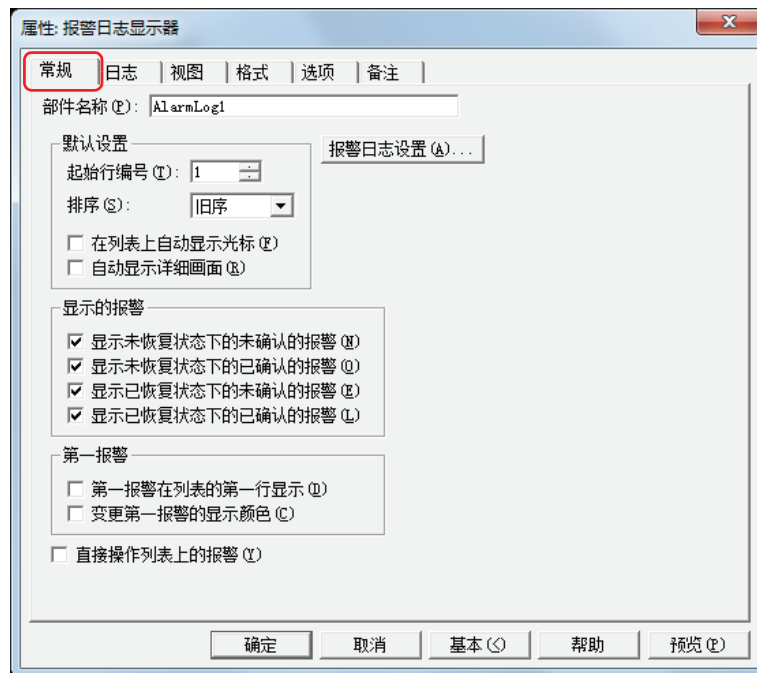 属性: 报警日志显示器
常规 日志 视图 格式 选项 备注
部件名称(P): AlarmLog1
默认设置
报警日志设置(A)...
起始行编号(T): 1
排序(S): 旧序
在列表上自动显示光标(F)
自动显示详细画面(R)
显示的报警
显示未恢复状态下的未确认的报警(N)
显示未恢复状态下的已确认的报警(O)
显示已恢复状态下的未确认的报警(E)
显示已恢复状态下的已确认的报警(L)
第一报警
第一报警在列表的第一行显示(D)
变更第一报警的显示颜色(C)
直接操作列表上的报警(Y)
确定 取消 基本(<) 帮助 预览(P)